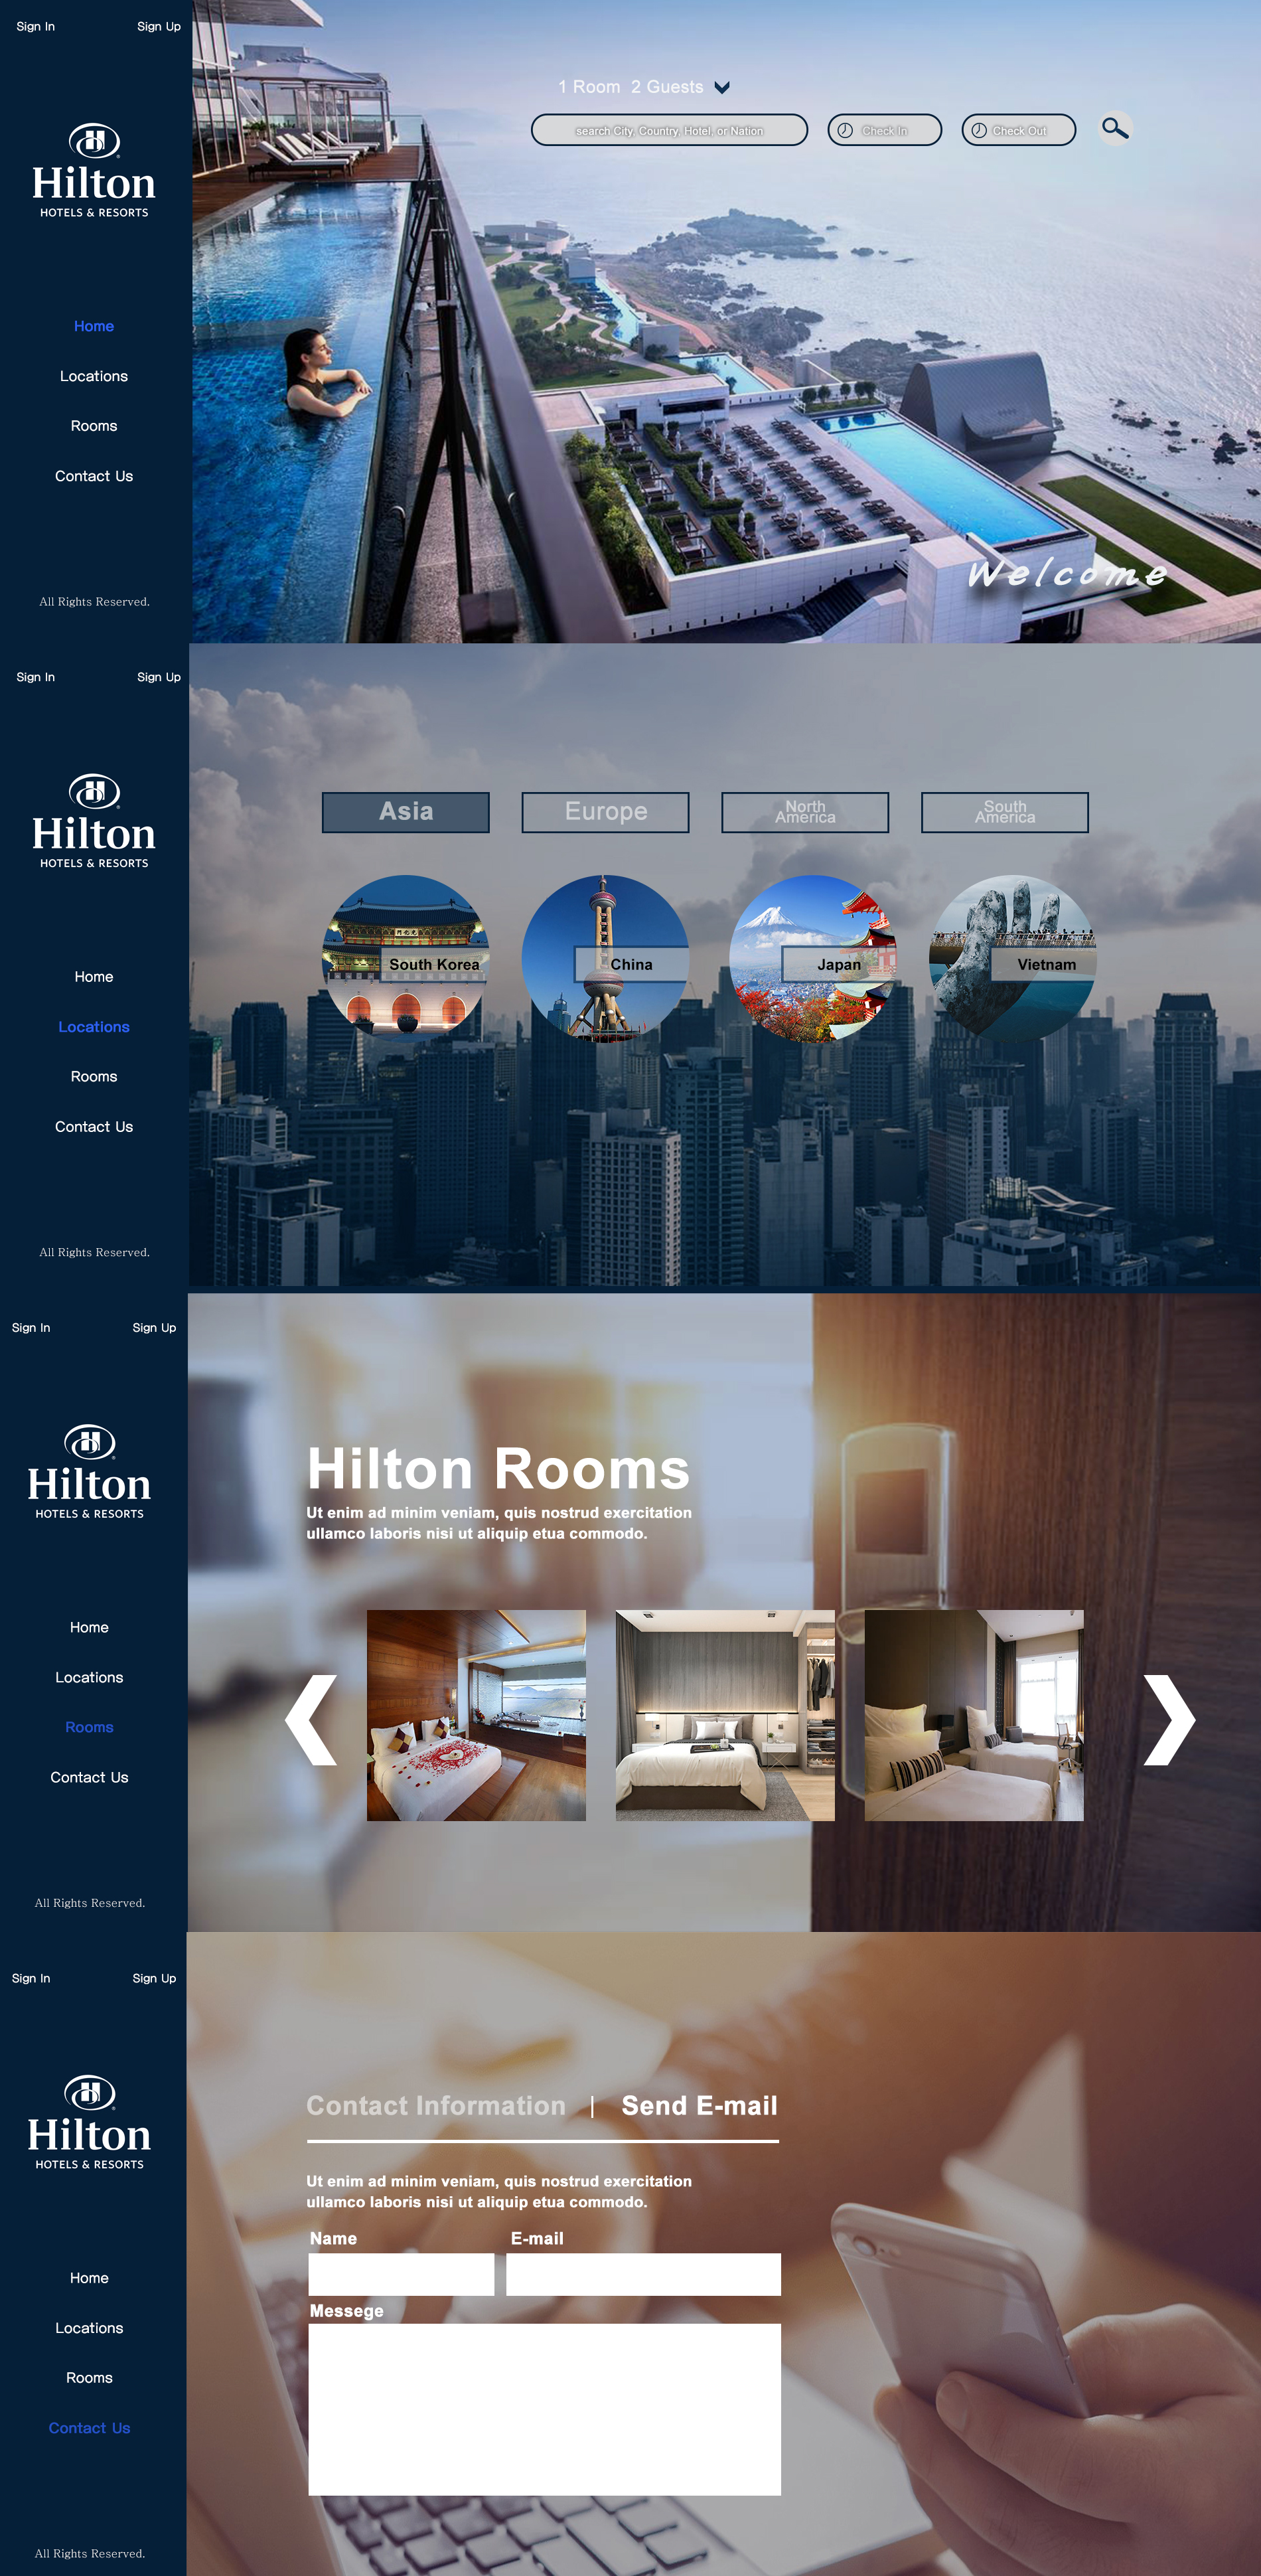 Sign In Sign Up
Hilton
HOTELS & RESORTS
Home
Locations
Rooms
Contact Us
All Rights Reserved.
1 Room 2 Guests
search City, Country, Hotel, or Nation
Check In
Check Out
Welcome
Sign In Sign Up
Hilton
HOTELS & RESORTS
Home
Locations
Rooms
Contact Us
All Rights Reserved.
Asia
Europe
North
America
South
America
South Korea
China
Japan
Vietnam
Sign In Sign Up
Hilton
HOTELS & RESORTS
Home
Locations
Rooms
Contact Us
All Rights Reserved.
Hilton Rooms
Ut enim ad minim veniam, quis nostrud exercitation
ullamco laboris nisi ut aliquip etua commodo.
Sign In Sign Up
Hilton
HOTELS & RESORTS
Home
Locations
Rooms
Contact Us
All Rights Reserved.
Contact Information | Send E-mail
Ut enim ad minim veniam, quis nostrud exercitation
ullamco laboris nisi ut aliquip etua commodo.
Name E-mail
Messege